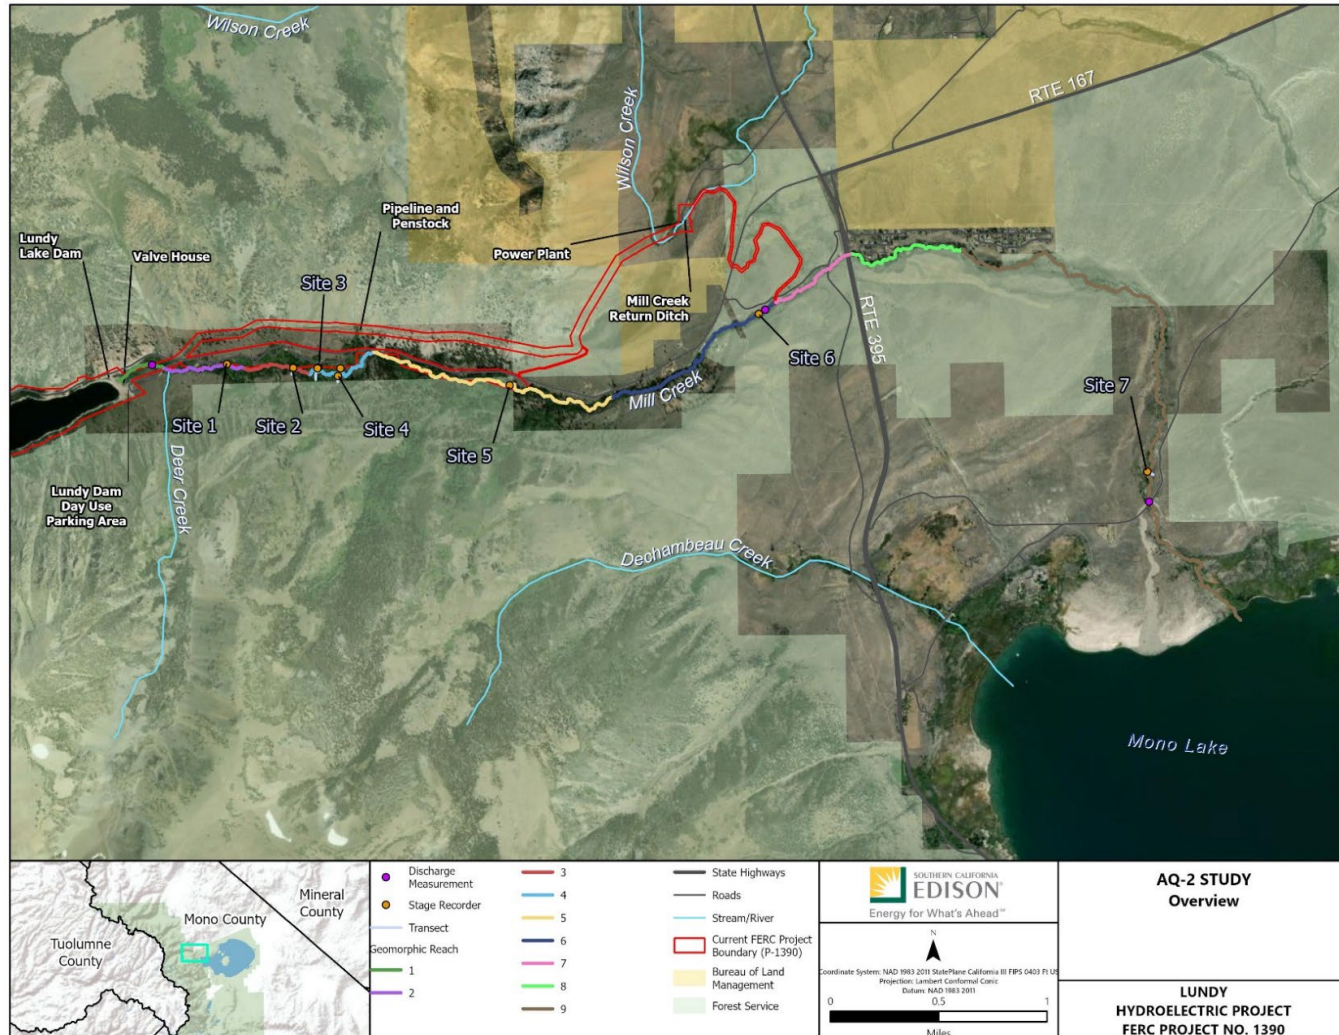 Wilson Creek
RTE 167
Wilson Creek
Pipeline and
Penstock
Lundy
Lake Dam
Valve House
Power Plant
Site 3
Mill Creek
Return Ditch
RTE 395
Site 6
Site 7
Mill Creek
Site 1
Site 2
Site 4
Site 5
Deer Creek
Lundy Dam
Day Use
Parking Area
Dechambeau Creek
Mono Lake
Mineral
County
Mono County
Tuolumne
County
Discharge
Measurement
Stage Recorder
Transect
Geomorphic Reach
1
2
3
4
5
6
7
8
9
State Highways
Roads
Stream/River
Current FERC Project
Boundary (P-1390)
Bureau of Land
Management
Forest Service
SOUTHERN CALIFORNIA
EDISON®
Energy for What's Ahead℠
N
Coordinate System: NAD 1983 2011 StatePlane California III FIPS 0403 Ft US
Projection: Lambert Conformal Conic
Datum: NAD 1983 2011
0 0.5 1
Miles
AQ-2 STUDY
Overview
LUNDY
HYDROELECTRIC PROJECT
FERC PROJECT NO. 1390